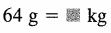 64 g = ▒ kg